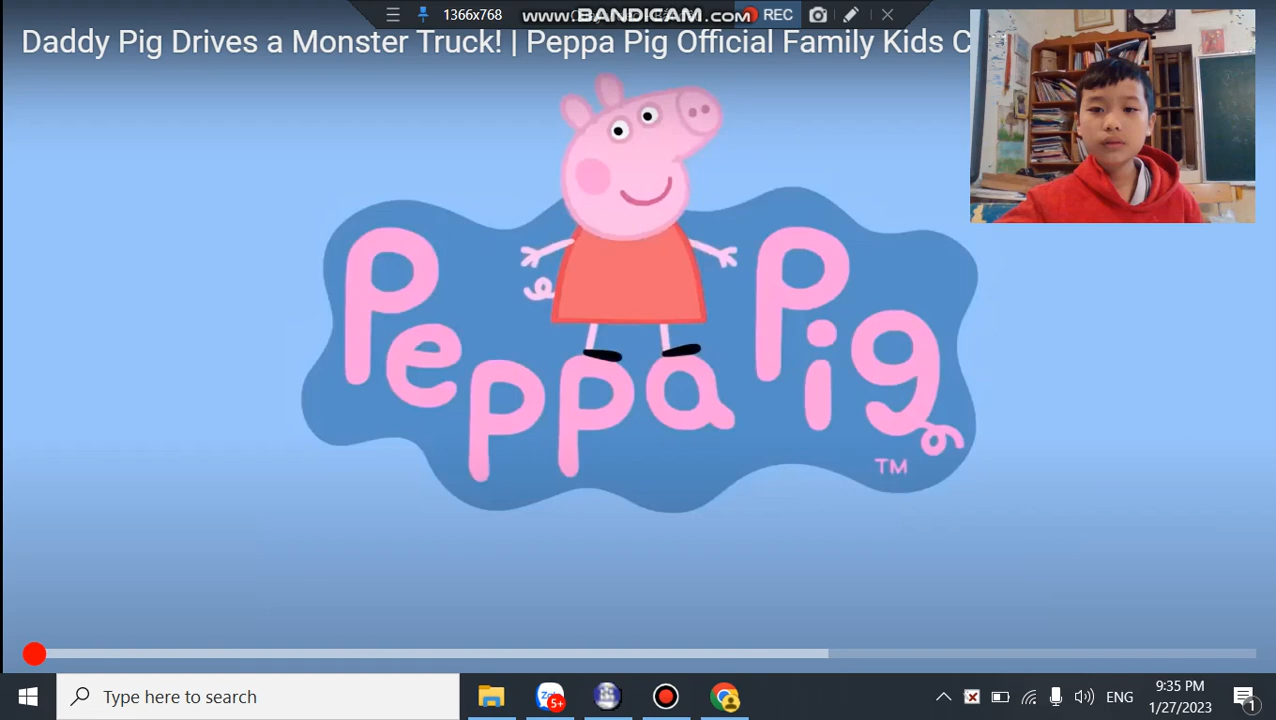 1366x768
www.BANDICAM.com
REC
Daddy Pig Drives a Monster Truck! | Peppa Pig Official Family Kids C
Peppa Pig
TM
Type here to search
5+
ENG
9:35 PM
1/27/2023
1